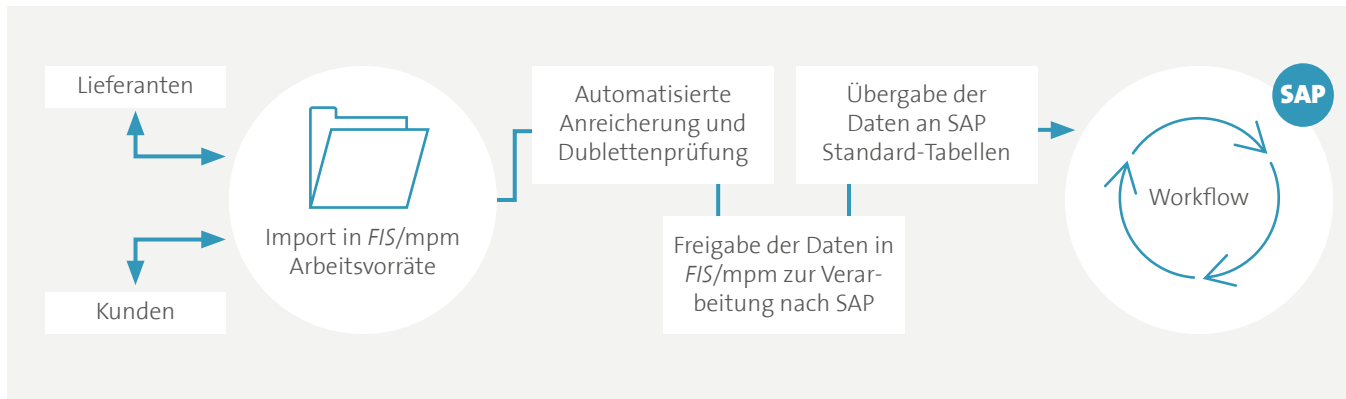 Lieferanten
Kunden
Import in FIS/mpm
Arbeitsvorräte
Automatisierte
Anreicherung und
Dublettenprüfung
Freigabe der Daten in
FIS/mpm zur Verar-
beitung nach SAP
Übergabe der
Daten an SAP
Standard-Tabellen
Workflow
SAP